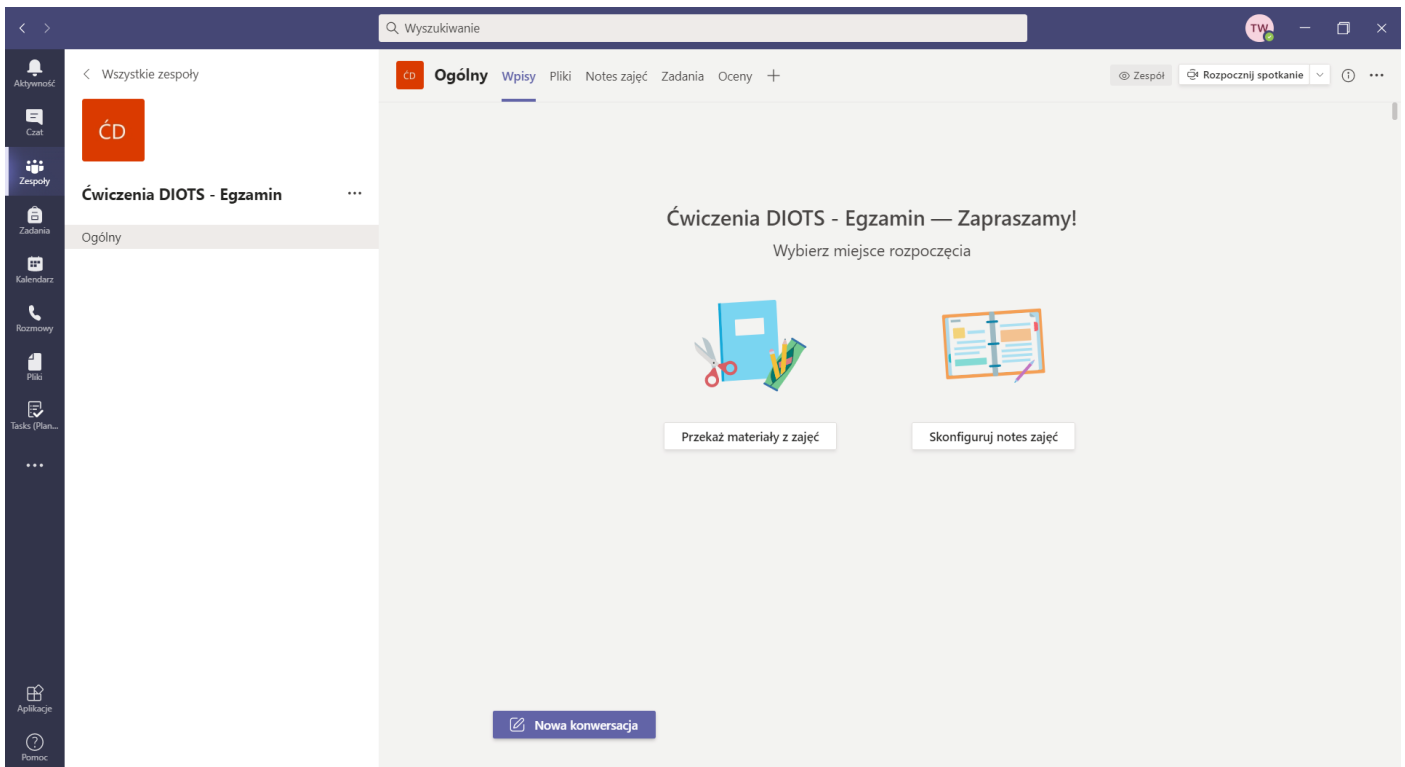 Wyszukiwanie
TW
Aktywność
Czat
Zespoły
Zadania
Kalendarz
Rozmowy
Pliki
Tasks (Plan...
Aplikacje
Pomoc
Wszystkie zespoły
ĆD
Ćwiczenia DIOTS - Egzamin
Ogólny
ĆD Ogólny Wpisy Pliki Notes zajęć Zadania Oceny
Zespół Rozpocznij spotkanie
Ćwiczenia DIOTS - Egzamin — Zapraszamy!
Wybierz miejsce rozpoczęcia
Przekaż materiały z zajęć Skonfiguruj notes zajęć
Nowa konwersacja